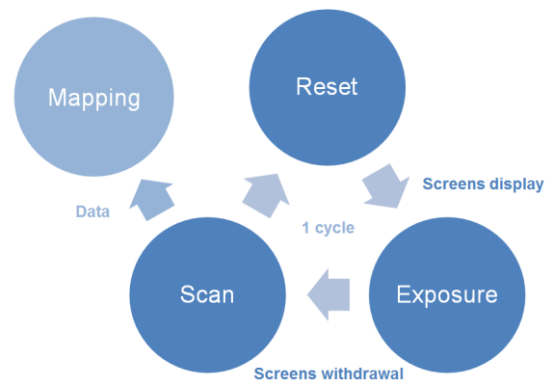 Reset
Mapping
Screens display
Data
1 cycle
Scan
Exposure
Screens withdrawal